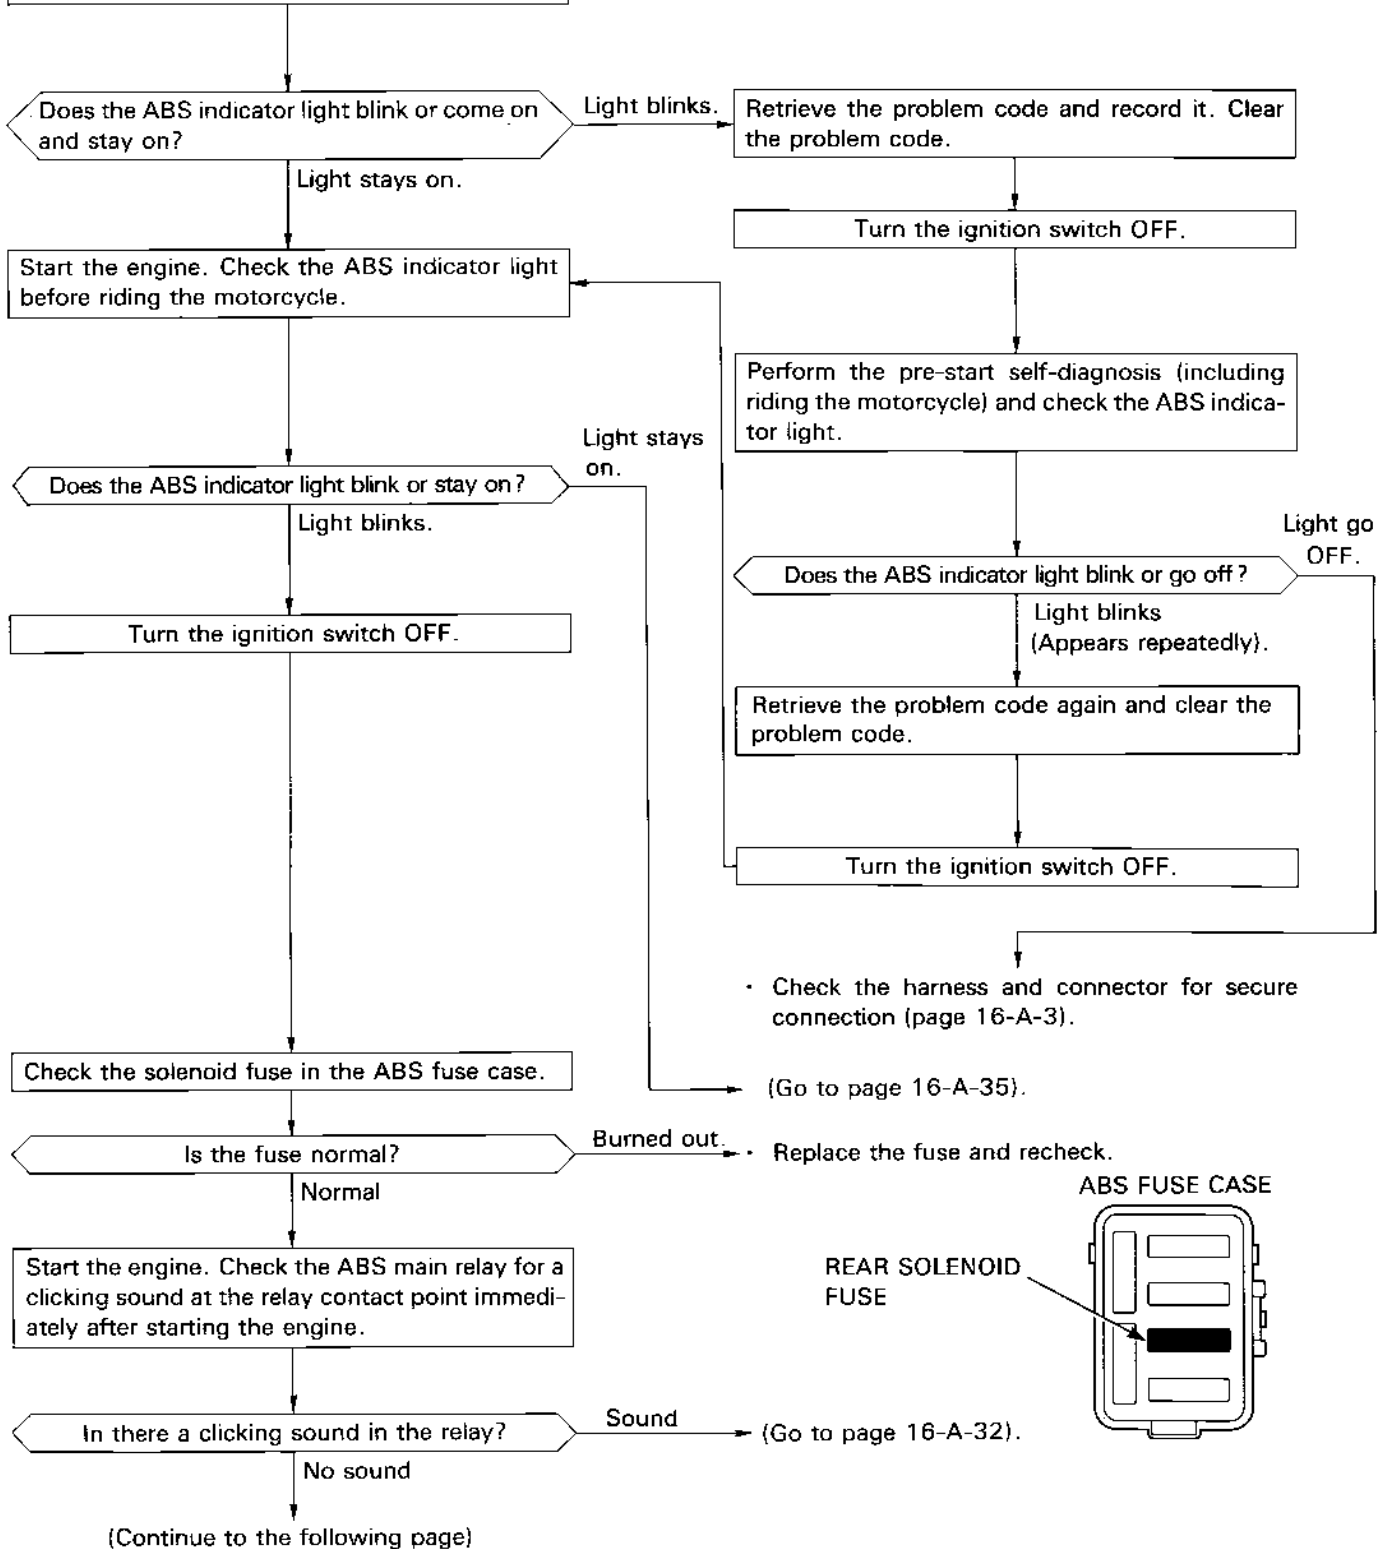 Does the ABS indicator light blink or come on
and stay on?
Light blinks.
Retrieve the problem code and record it. Clear
the problem code.
Light stays on.
Turn the ignition switch OFF.
Start the engine. Check the ABS indicator light
before riding the motorcycle.
Perform the pre-start self-diagnosis (including
riding the motorcycle) and check the ABS indica-
tor light.
Light stays
on.
Does the ABS indicator light blink or stay on?
Light blinks.
Light go
OFF.
Does the ABS indicator light blink or go off?
Light blinks
(Appears repeatedly).
Turn the ignition switch OFF.
Retrieve the problem code again and clear the
problem code.
Turn the ignition switch OFF.
· Check the harness and connector for secure
connection (page 16-A-3).
Check the solenoid fuse in the ABS fuse case.
(Go to page 16-A-35).
Is the fuse normal?
Burned out.
· Replace the fuse and recheck.
Normal
ABS FUSE CASE
REAR SOLENOID
FUSE
Start the engine. Check the ABS main relay for a
clicking sound at the relay contact point immedi-
ately after starting the engine.
In there a clicking sound in the relay?
Sound
(Go to page 16-A-32).
No sound
(Continue to the following page)